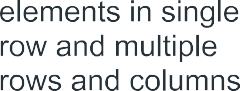 elements in single
row and multiple
rows and columns